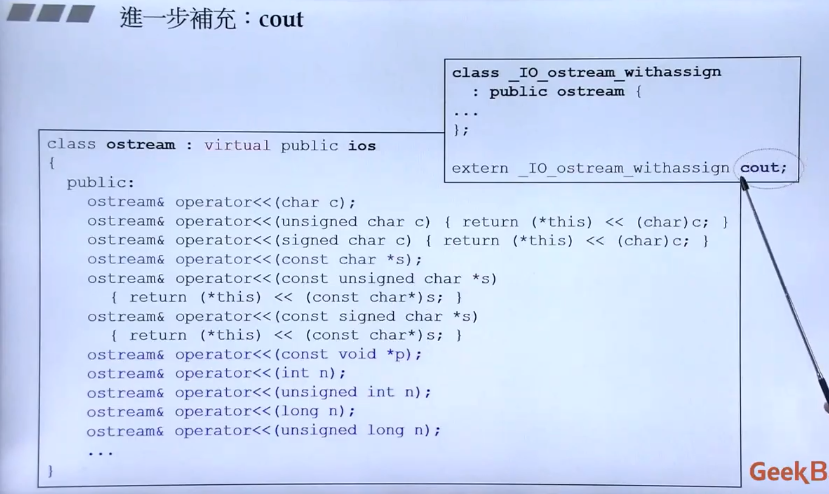 進一步補充：cout
class _IO_ostream_withassign
: public ostream {
...
};
extern _IO_ostream_withassign cout;
class ostream : virtual public ios
{
public:
ostream& operator<<(char c);
ostream& operator<<(unsigned char c) { return (*this) << (char)c; }
ostream& operator<<(signed char c) { return (*this) << (char)c; }
ostream& operator<<(const char *s);
ostream& operator<<(const unsigned char *s)
{ return (*this) << (const char*)s; }
ostream& operator<<(const signed char *s)
{ return (*this) << (const char*)s; }
ostream& operator<<(const void *p);
ostream& operator<<(int n);
ostream& operator<<(unsigned int n);
ostream& operator<<(long n);
ostream& operator<<(unsigned long n);
...
}
GeekB